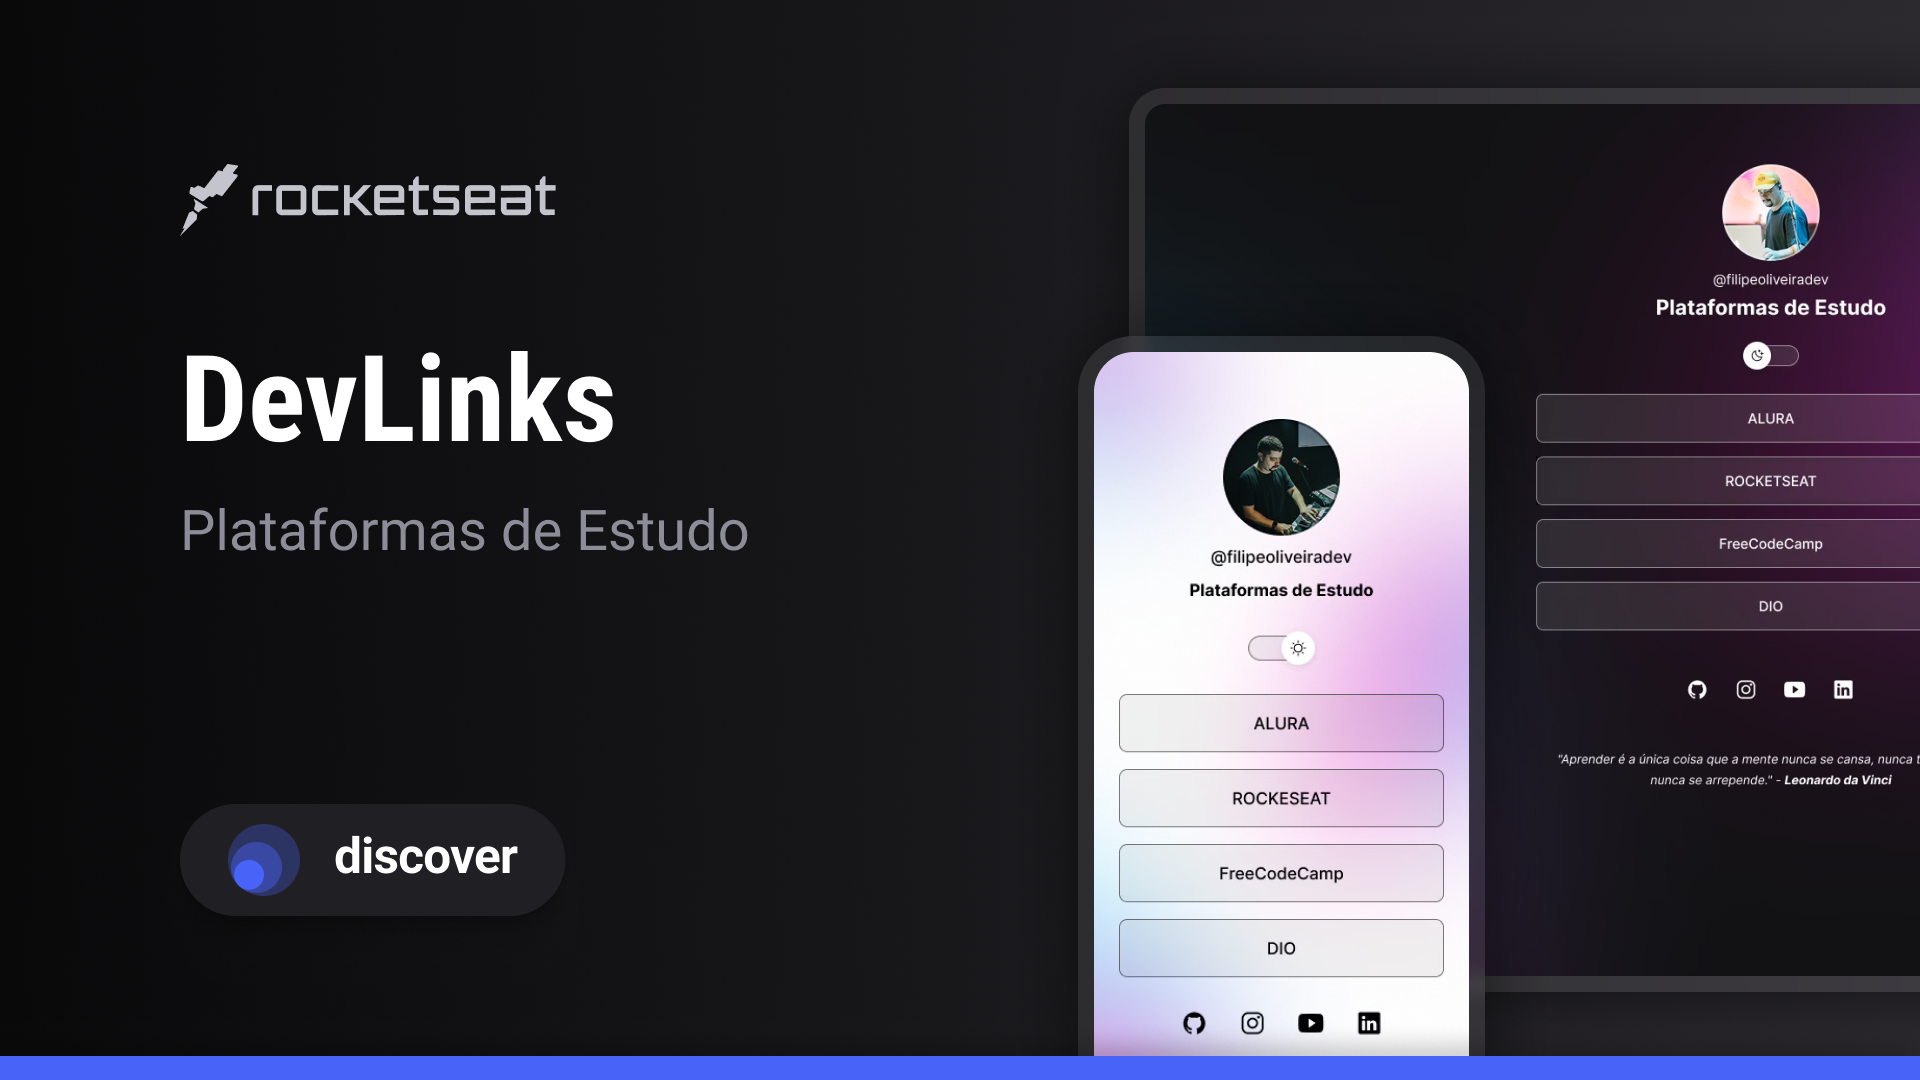 rocketseat
DevLinks
Plataformas de Estudo
discover
@filipeoliveiradev
Plataformas de Estudo
ALURA
ROCKESEAT
FreeCodeCamp
DIO
@filipeoliveiradev
Plataformas de Estudo
ALURA
ROCKETSEAT
FreeCodeCamp
DIO
"Aprender é a única coisa que a mente nunca se cansa, nunca
nunca se arrepende." - Leonardo da Vinci